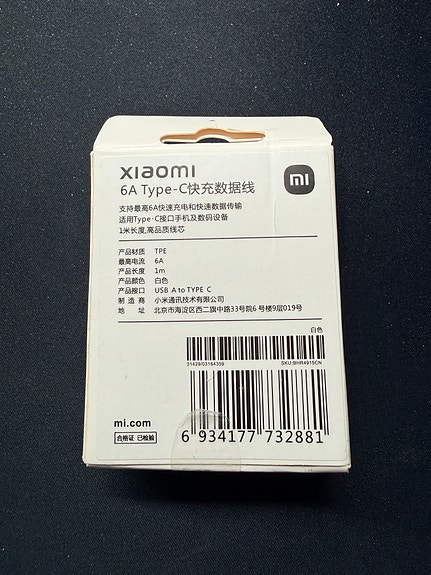 xiaomi
mi
6A Type-C快充数据线
支持最高6A快速充电和快速数据传输
适用Type-C接口手机及数码设备
1米长度,高品质线芯
产品材质 TPE
最高电流 6A
产品长度 1m
产品颜色 白色
产品接口 USB A to TYPE C
制 造 商 小米通讯技术有限公司
地 址 北京市海淀区西二旗中路33号院6 号楼9层019号
白色
31429/03164359 SKU:BHR4915CN
mi.com
合格证 已检验
6 934177 732881